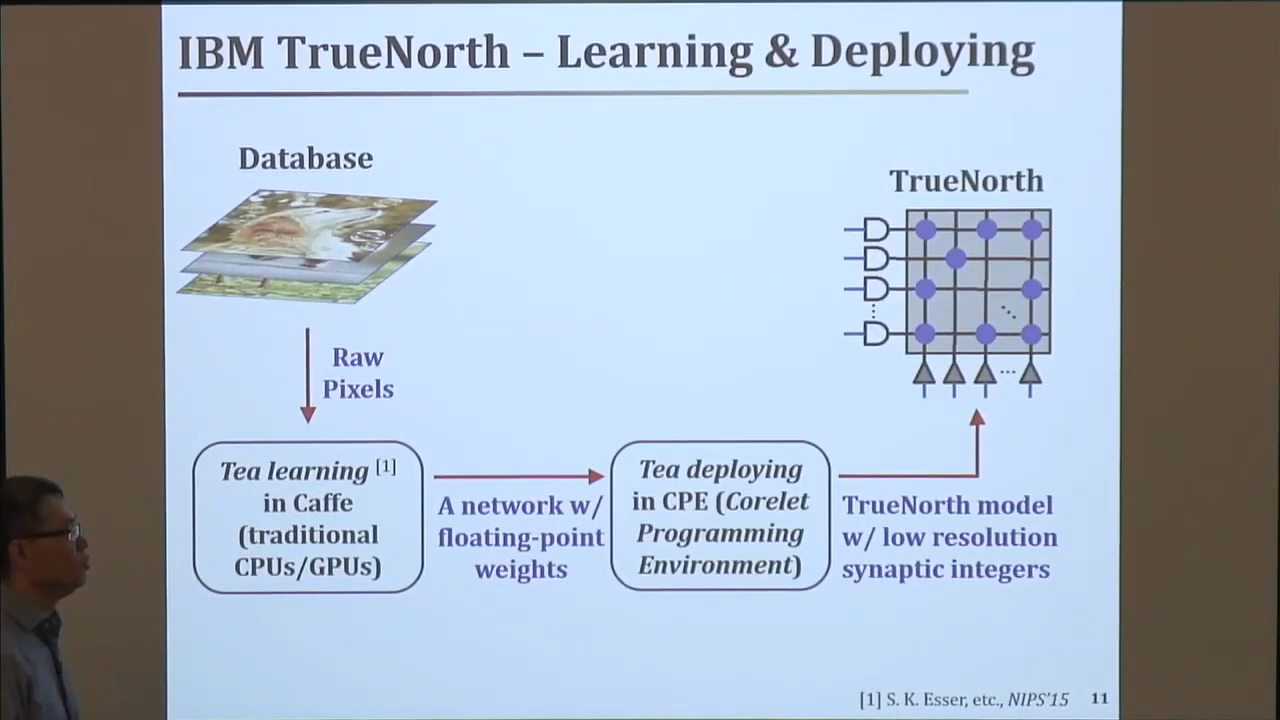 IBM TrueNorth – Learning & Deploying
Database
TrueNorth
Raw
Pixels
Tea learning [1]
in Caffe
(traditional
CPUs/GPUs)
A network w/
floating-point
weights
Tea deploying
in CPE (Corelet
Programming
Environment)
TrueNorth model
w/ low resolution
synaptic integers
[1] S. K. Esser, etc., NIPS'15 11